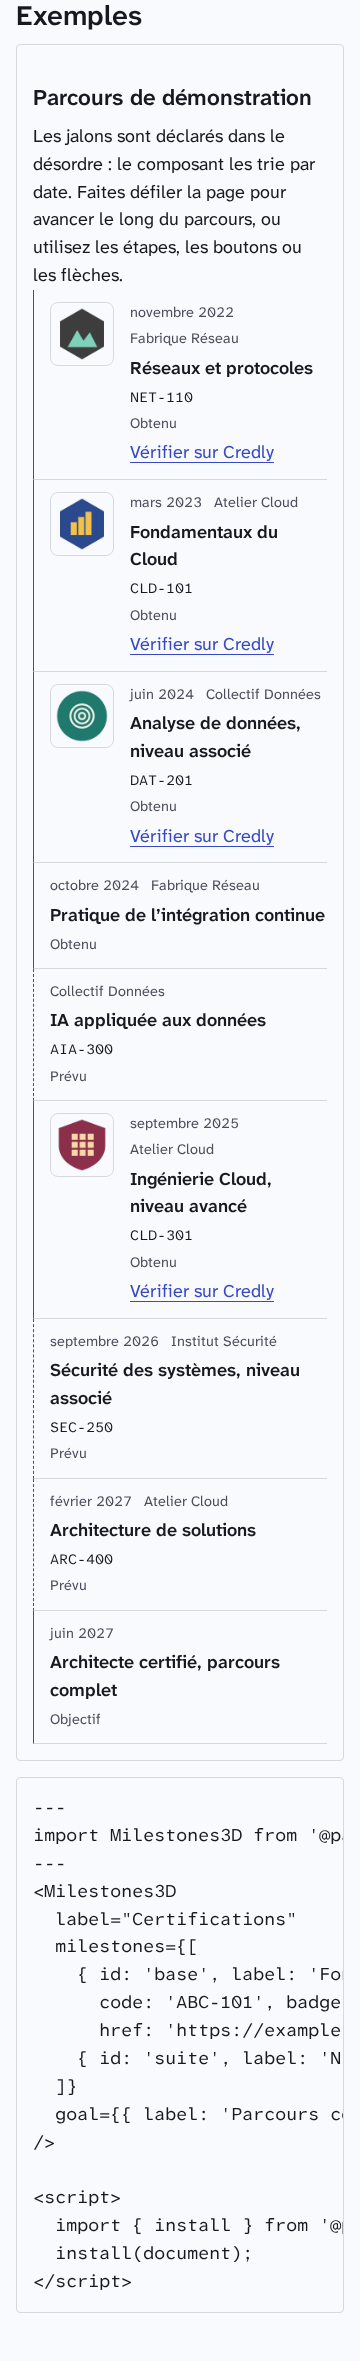 Exemples
Parcours de démonstration
Les jalons sont déclarés dans le
désordre : le composant les trie par
date. Faites défiler la page pour
avancer le long du parcours, ou
utilisez les étapes, les boutons ou
les flèches.
novembre 2022
Fabrique Réseau
Réseaux et protocoles
NET-110
Obtenu
Vérifier sur Credly
mars 2023 Atelier Cloud
Fondamentaux du
Cloud
CLD-101
Obtenu
Vérifier sur Credly
juin 2024 Collectif Données
Analyse de données,
niveau associé
DAT-201
Obtenu
Vérifier sur Credly
octobre 2024 Fabrique Réseau
Pratique de l’intégration continue
Obtenu
Collectif Données
IA appliquée aux données
AIA-300
Prévu
septembre 2025
Atelier Cloud
Ingénierie Cloud,
niveau avancé
CLD-301
Obtenu
Vérifier sur Credly
septembre 2026 Institut Sécurité
Sécurité des systèmes, niveau
associé
SEC-250
Prévu
février 2027 Atelier Cloud
Architecture de solutions
ARC-400
Prévu
juin 2027
Architecte certifié, parcours
complet
Objectif
---
import Milestones3D from '@pa
---
<Milestones3D
  label="Certifications"
  milestones={[
    { id: 'base', label: 'For
      code: 'ABC-101', badge
      href: 'https://example
    { id: 'suite', label: 'N
  ]}
  goal={{ label: 'Parcours co
/>
<script>
  import { install } from '@p
  install(document);
</script>